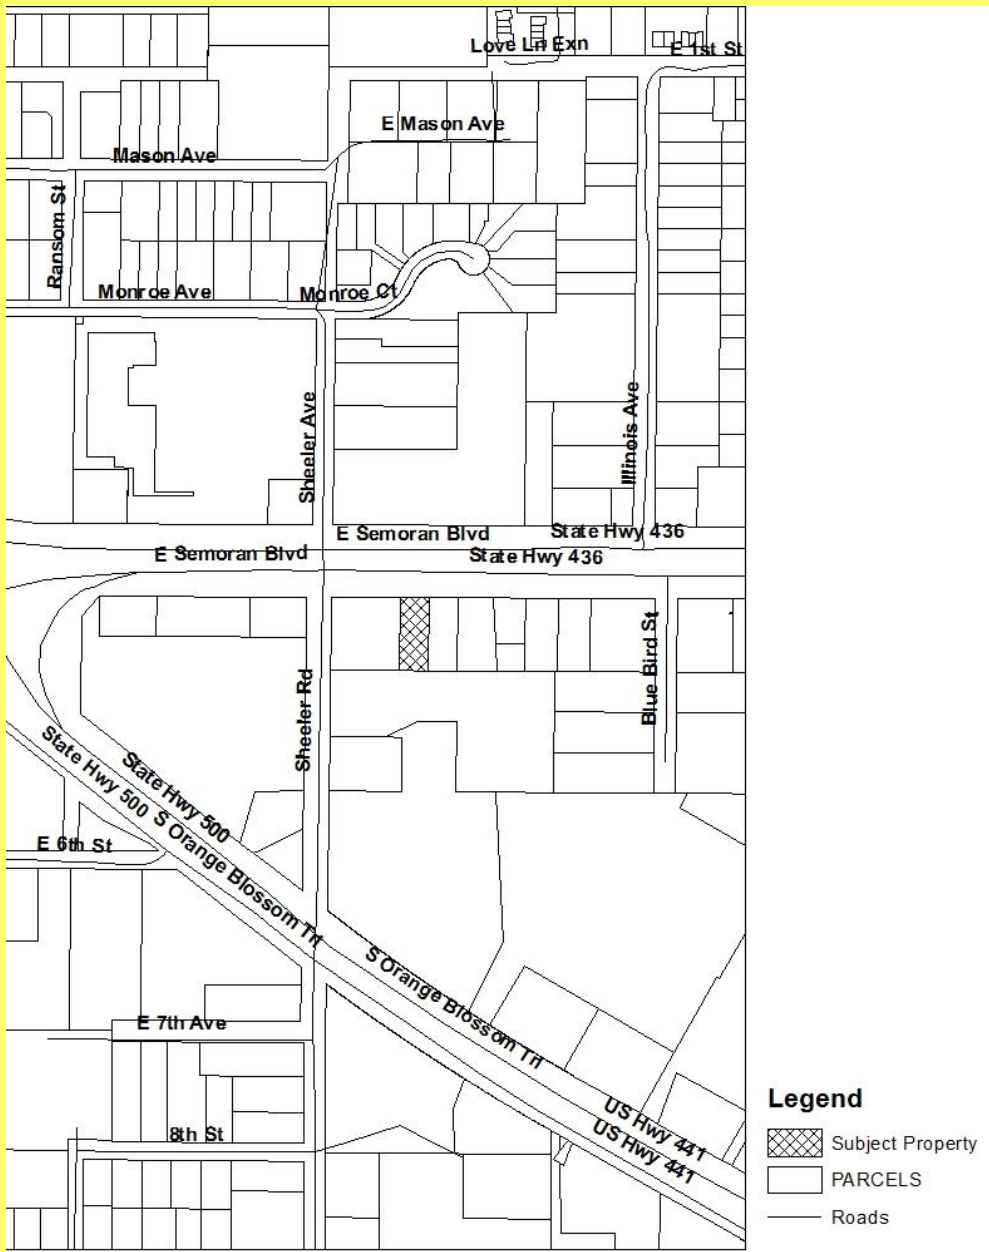 Love Ln Exn
E 1st St
E Mason Ave
Mason Ave
Ransom St
Monroe Ave
Monroe Ct
Sheeler Ave
Illinois Ave
E Semoran Blvd
State Hwy 436
E Semoran Blvd
State Hwy 436
Blue Bird St
Sheeler Rd
State Hwy 500
State Hwy 500
S Orange Blossom Trl
E 6th St
S Orange Blossom Trl
E 7th Ave
US Hwy 441
US Hwy 441
8th St
Legend
Subject Property
PARCELS
Roads